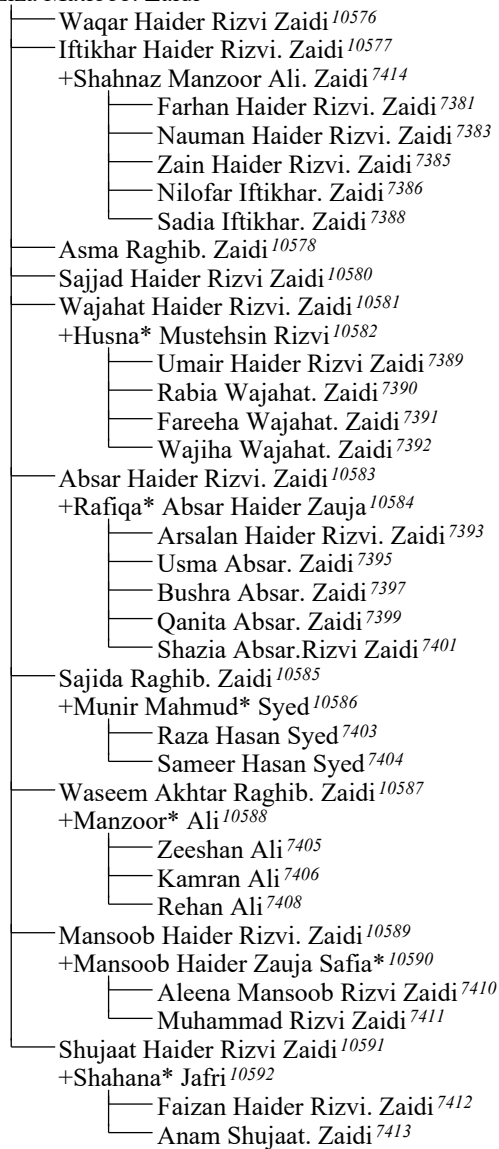 Waqar Haider Rizvi Zaidi 10576
Iftikhar Haider Rizvi. Zaidi 10577
+Shahnaz Manzoor Ali. Zaidi 7414
Farhan Haider Rizvi. Zaidi 7381
Nauman Haider Rizvi. Zaidi 7383
Zain Haider Rizvi. Zaidi 7385
Nilofar Iftikhar. Zaidi 7386
Sadia Iftikhar. Zaidi 7388
Asma Raghib. Zaidi 10578
Sajjad Haider Rizvi Zaidi 10580
Wajahat Haider Rizvi. Zaidi 10581
+Husna* Mustehsin Rizvi 10582
Umair Haider Rizvi Zaidi 7389
Rabia Wajahat. Zaidi 7390
Fareeha Wajahat. Zaidi 7391
Wajiha Wajahat. Zaidi 7392
Absar Haider Rizvi. Zaidi 10583
+Rafiqa* Absar Haider Zauja 10584
Arsalan Haider Rizvi. Zaidi 7393
Usma Absar. Zaidi 7395
Bushra Absar. Zaidi 7397
Qanita Absar. Zaidi 7399
Shazia Absar.Rizvi Zaidi 7401
Sajida Raghib. Zaidi 10585
+Munir Mahmud* Syed 10586
Raza Hasan Syed 7403
Sameer Hasan Syed 7404
Waseem Akhtar Raghib. Zaidi 10587
+Manzoor* Ali 10588
Zeeshan Ali 7405
Kamran Ali 7406
Rehan Ali 7408
Mansoob Haider Rizvi. Zaidi 10589
+Mansoob Haider Zauja Safia* 10590
Aleena Mansoob Rizvi Zaidi 7410
Muhammad Rizvi Zaidi 7411
Shujaat Haider Rizvi Zaidi 10591
+Shahana* Jafri 10592
Faizan Haider Rizvi. Zaidi 7412
Anam Shujaat. Zaidi 7413